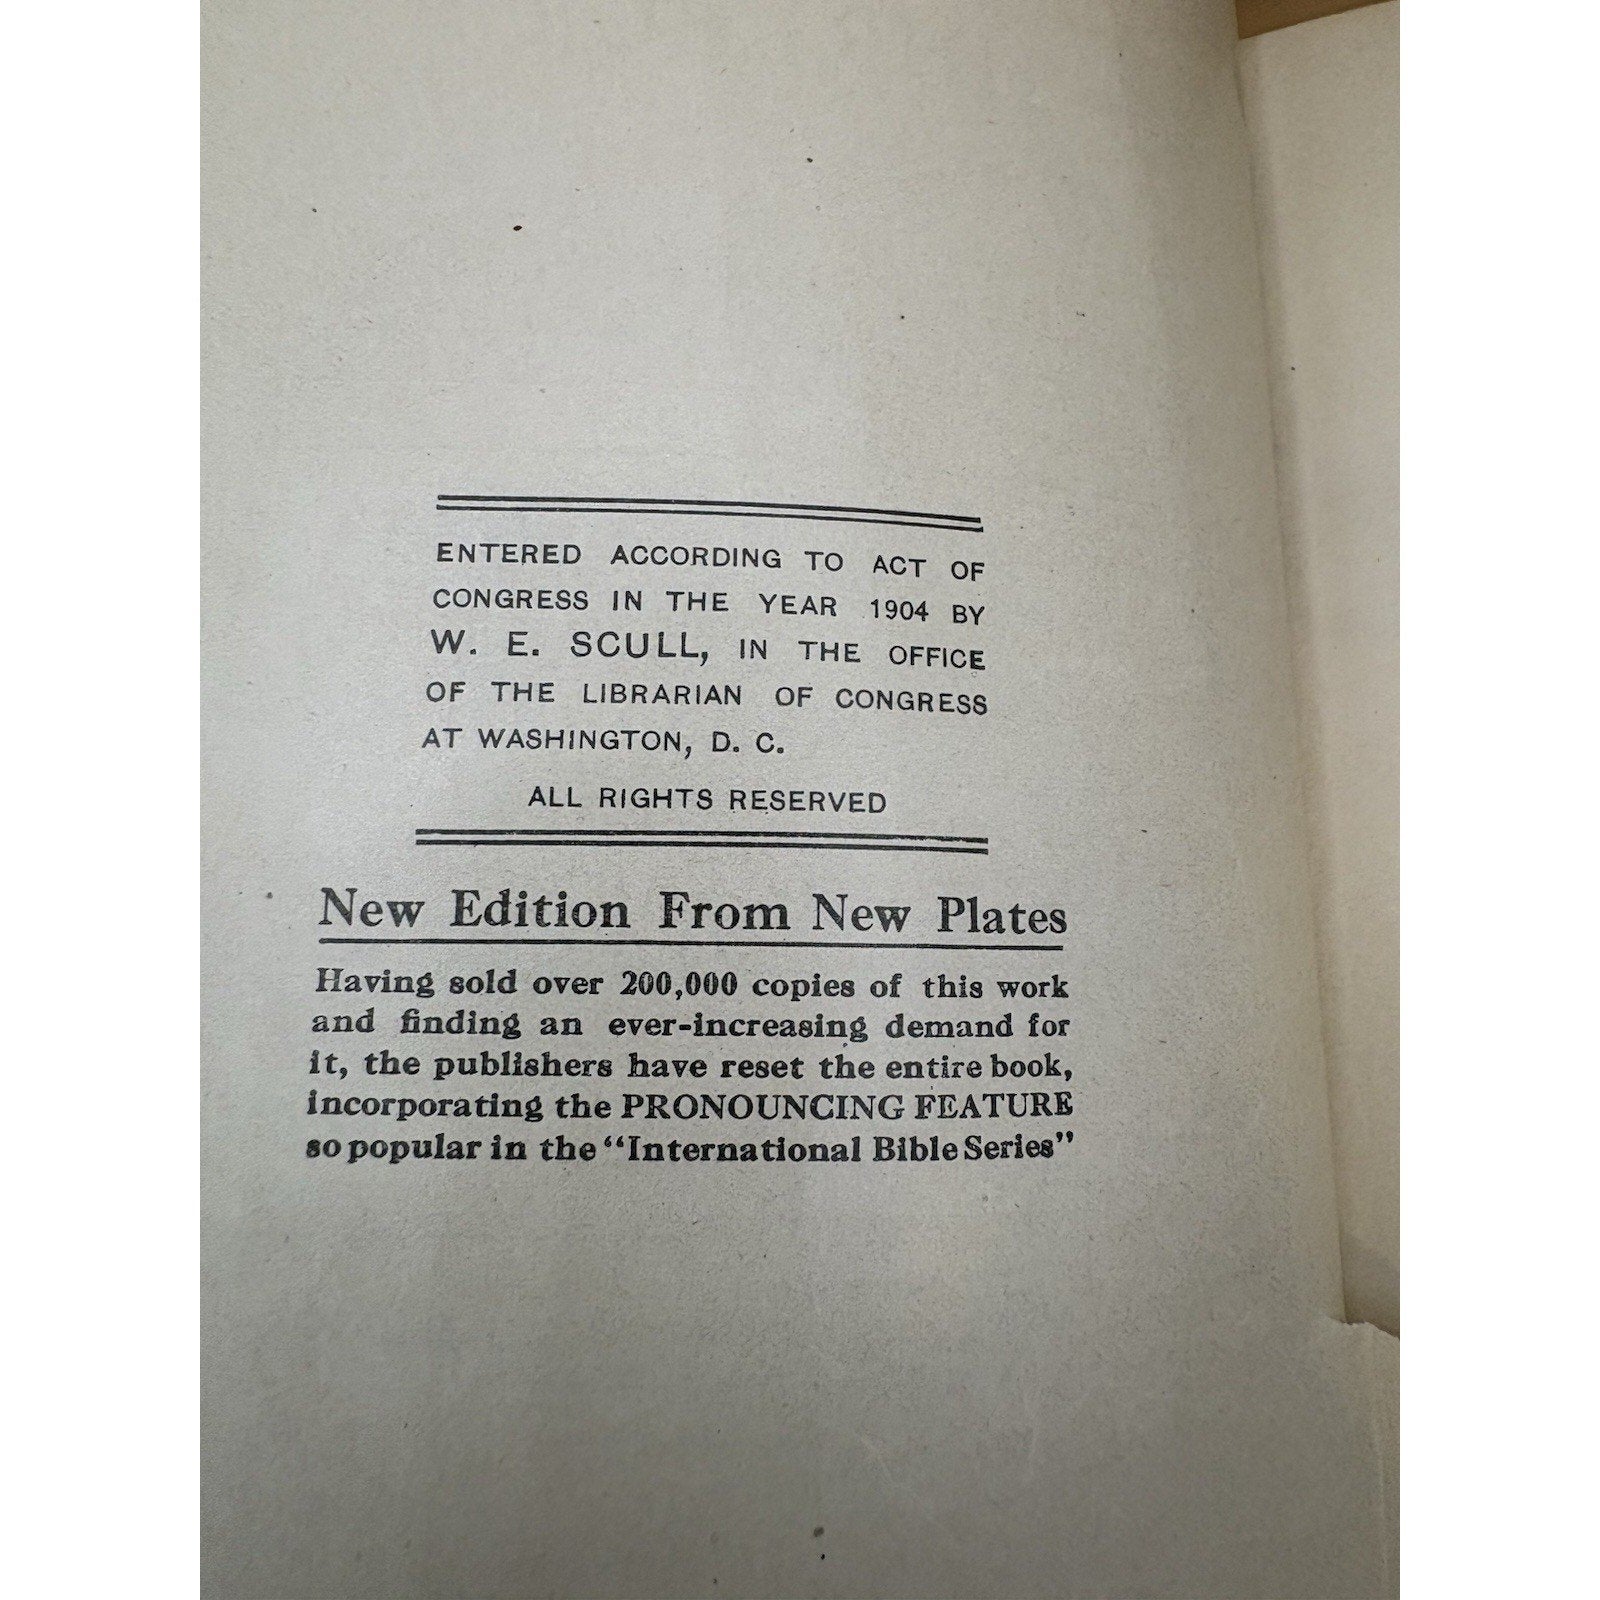 ENTERED ACCORDING TO ACT OF
CONGRESS IN THE YEAR 1904 BY
W. E. SCULL, IN THE OFFICE
OF THE LIBRARIAN OF CONGRESS
AT WASHINGTON, D. C.
ALL RIGHTS RESERVED
New Edition From New Plates
Having sold over 200,000 copies of this work
and finding an ever-increasing demand for
it, the publishers have reset the entire book,
incorporating the PRONOUNCING FEATURE
so popular in the "International Bible Series"